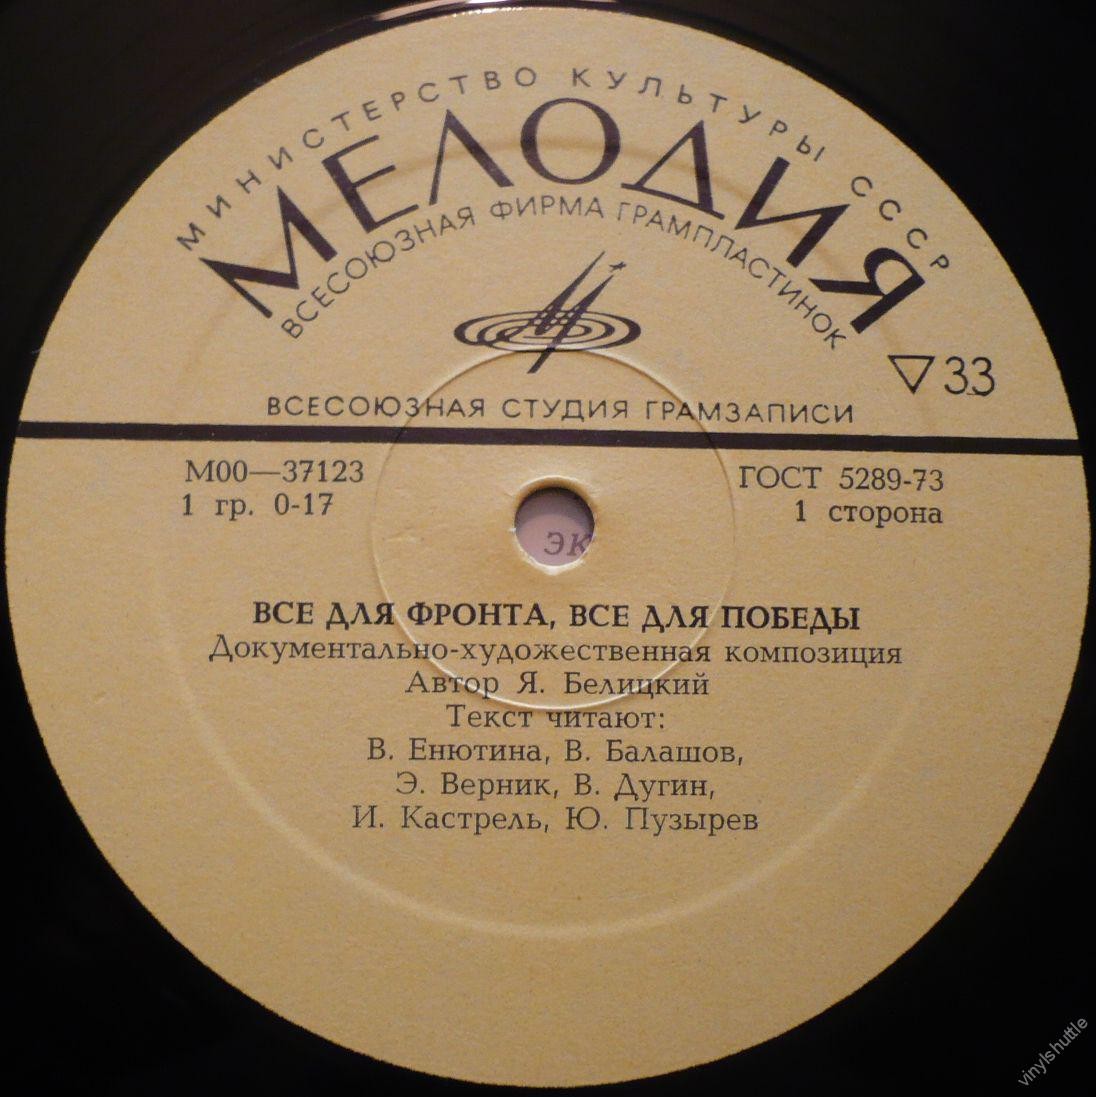 МИНИСТЕРСТВО КУЛЬТУРЫ СССР
МЕЛОДИЯ
ВСЕСОЮЗНАЯ ФИРМА ГРАМПЛАСТИНОК
33
ВСЕСОЮЗНАЯ СТУДИЯ ГРАМЗАПИСИ
М00—37123
ГОСТ 5289-73
1 гр. 0-17
1 сторона
ЭК
ВСЕ ДЛЯ ФРОНТА, ВСЕ ДЛЯ ПОБЕДЫ
Документально-художественная композиция
Автор Я. Белицкий
Текст читают:
В. Енютина, В. Балашов,
Э. Верник, В. Дугин,
И. Кастрель, Ю. Пузырев
vinylshuttle